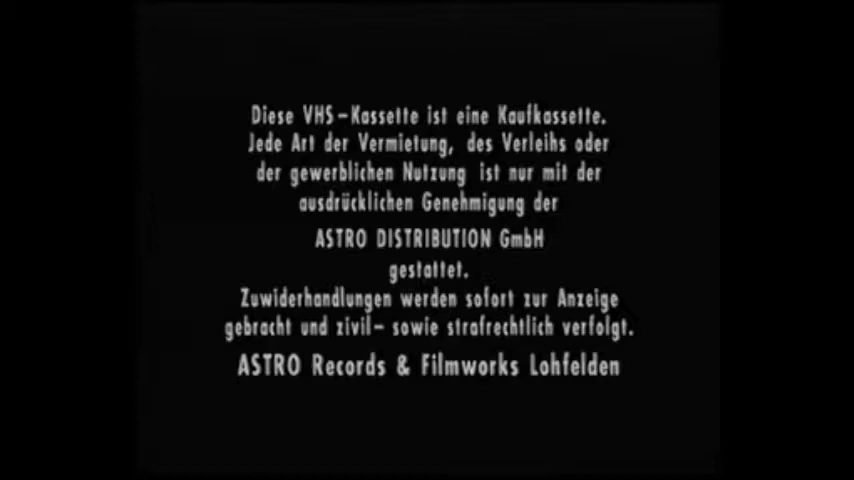 Diese VHS-Kassette ist eine Kaufkassette.
Jede Art der Vermietung, des Verleihs oder
der gewerblichen Nutzung ist nur mit der
ausdrücklichen Genehmigung der
ASTRO DISTRIBUTION GmbH
gestattet.
Zuwiderhandlungen werden sofort zur Anzeige
gebracht und zivil- sowie strafrechtlich verfolgt.
ASTRO Records & Filmworks Lohfelden